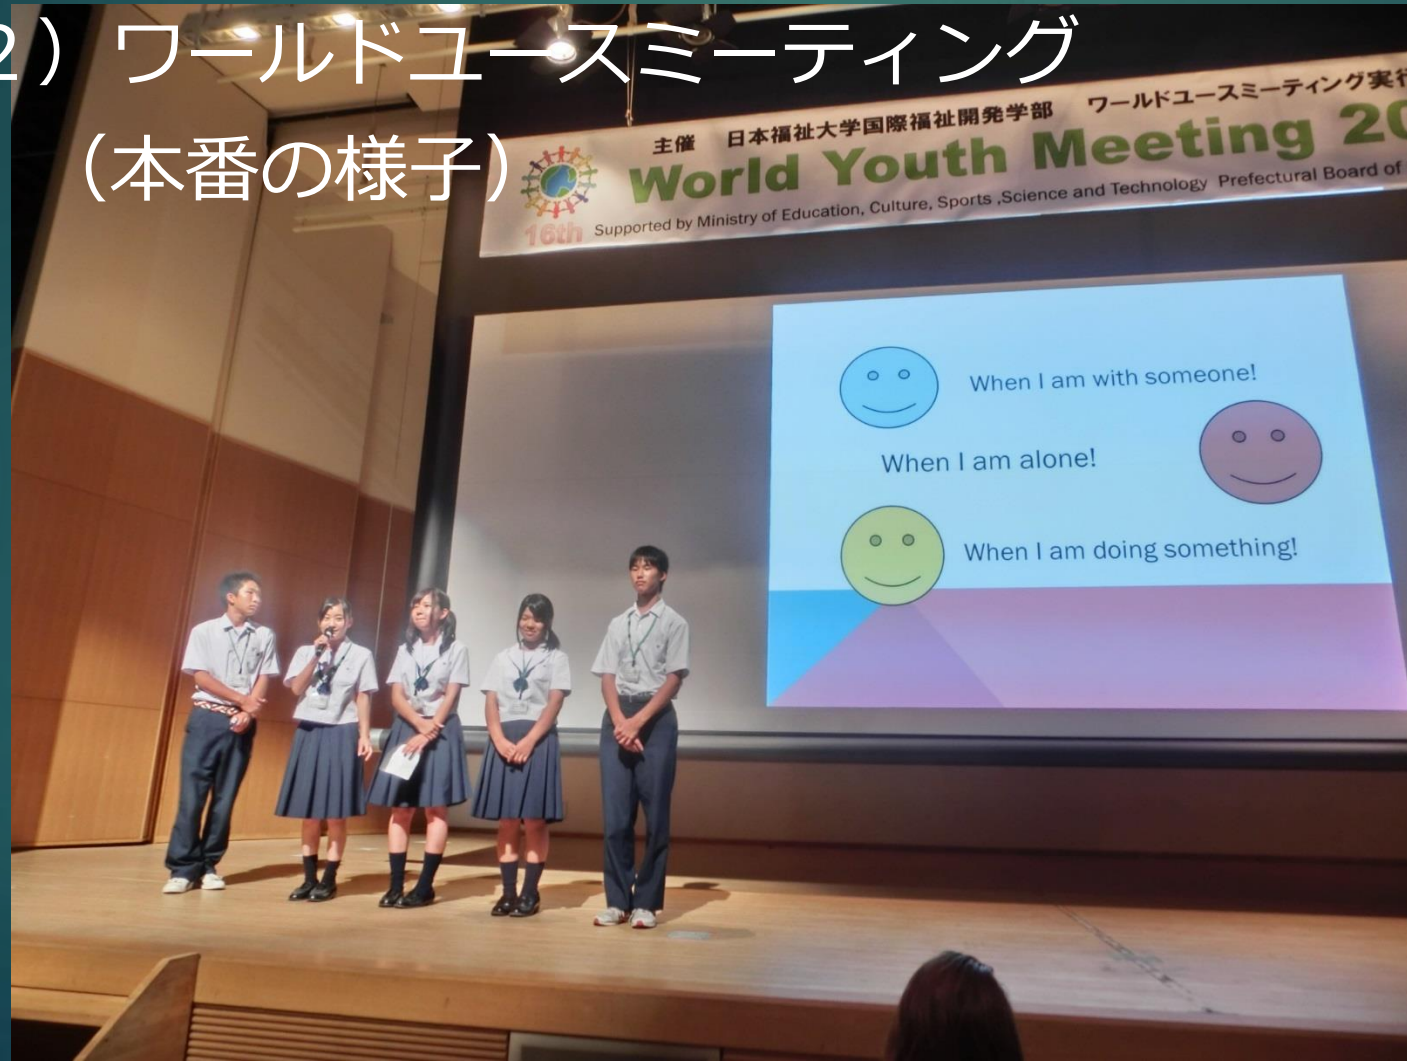 2）ワールドユースミーティング
（本番の様子）
主催　日本福祉大学国際福祉開発学部　ワールドユースミーティング実行
World Youth Meeting 20
16th
Supported by Ministry of Education, Culture, Sports ,Science and Technology Prefectural Board of
When I am with someone!
When I am alone!
When I am doing something!